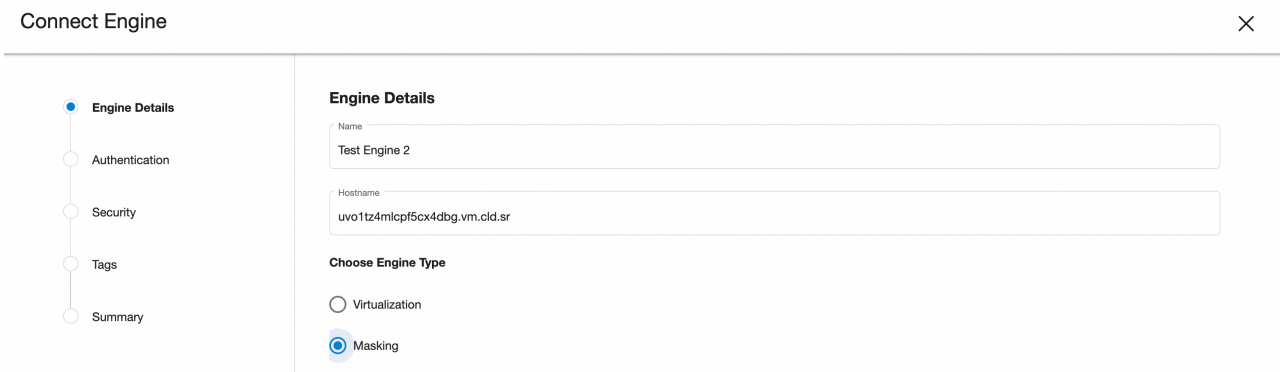 Connect Engine
Engine Details
Authentication
Security
Tags
Summary
Engine Details
Name
Test Engine 2
Hostname
uvo1tz4mlcpf5cx4dbg.vm.cld.sr
Choose Engine Type
Virtualization
Masking